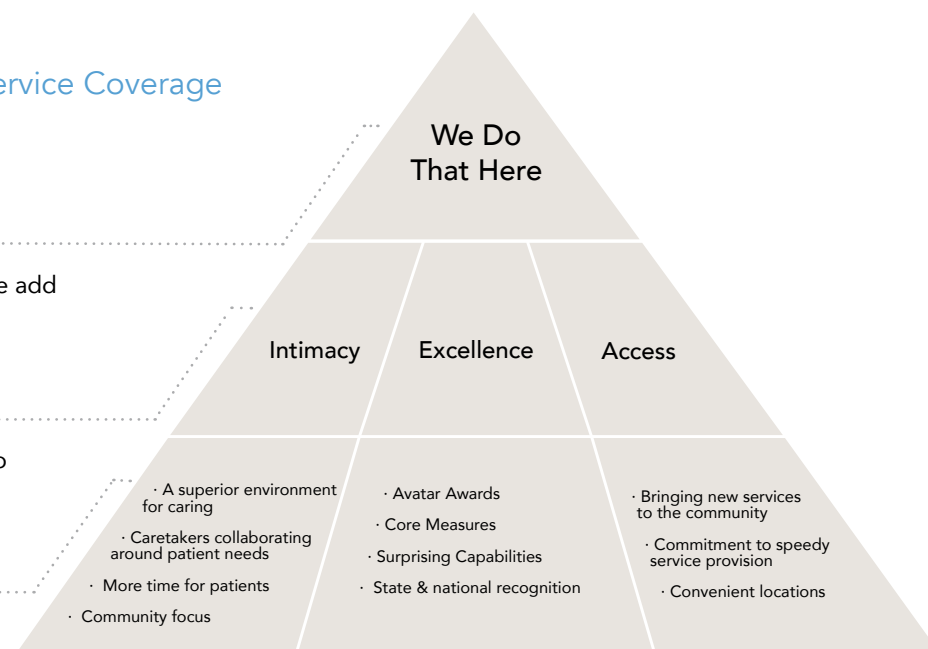 ervice Coverage
We Do
That Here
e add
Intimacy
Excellence
Access
o
· A superior environment
for caring
· Caretakers collaborating
around patient needs
· More time for patients
· Community focus
· Avatar Awards
· Core Measures
· Surprising Capabilities
· State & national recognition
· Bringing new services
to the community
· Commitment to speedy
service provision
· Convenient locations